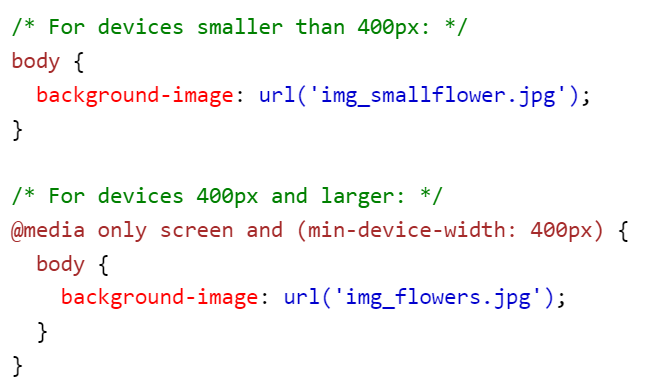 /* For devices smaller than 400px: */
body {
  background-image: url('img_smallflower.jpg');
}

/* For devices 400px and larger: */
@media only screen and (min-device-width: 400px) {
  body {
    background-image: url('img_flowers.jpg');
  }
}